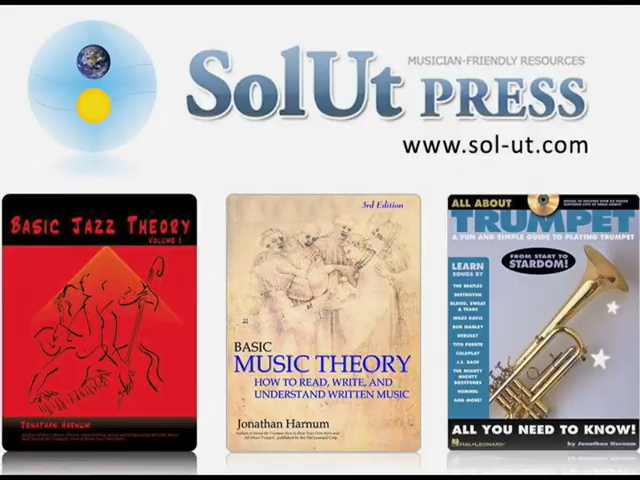 MUSICIAN-FRIENDLY RESOURCES
SolUt PRESS
www.sol-ut.com
BASIC JAZZ THEORY
VOLUME 1
JONATHAN HARNUM
3rd Edition
BASIC
MUSIC THEORY
HOW TO READ, WRITE, AND
UNDERSTAND WRITTEN MUSIC
Jonathan Harnum
ALL ABOUT
TRUMPET
A FUN AND SIMPLE GUIDE TO PLAYING TRUMPET
FROM START TO
STARDOM!
LEARN
SONGS BY
THE BEATLES
BEETHOVEN
BLOOD, SWEAT
& TEARS
MILES DAVIS
BOB MARLEY
DEBUSSY
TITO PUENTE
COLDPLAY
J.S. BACH
THE MIGHTY
MIGHTY
BOSSTONES
HUMMEL
AND MORE!
ALL YOU NEED TO KNOW!
HAL•LEONARD
by Jonathan Harnum